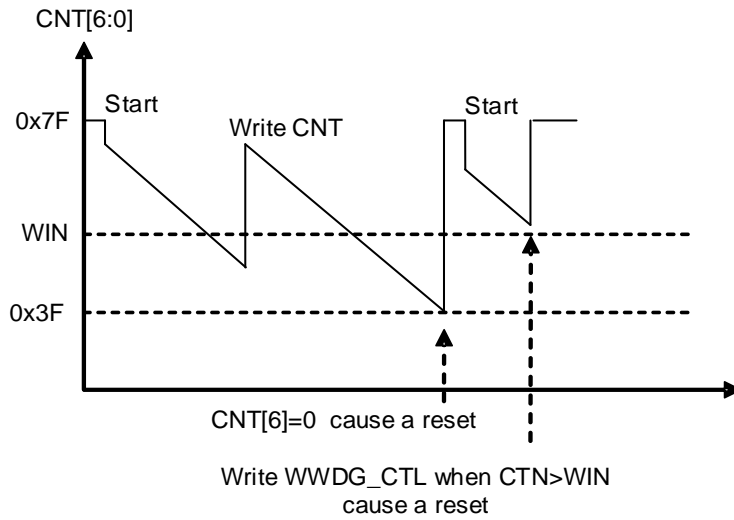 CNT[6:0]
0x7F
Start
Write CNT
Start
WIN
0x3F
CNT[6]=0 cause a reset
Write WWDG_CTL when CTN>WIN
cause a reset